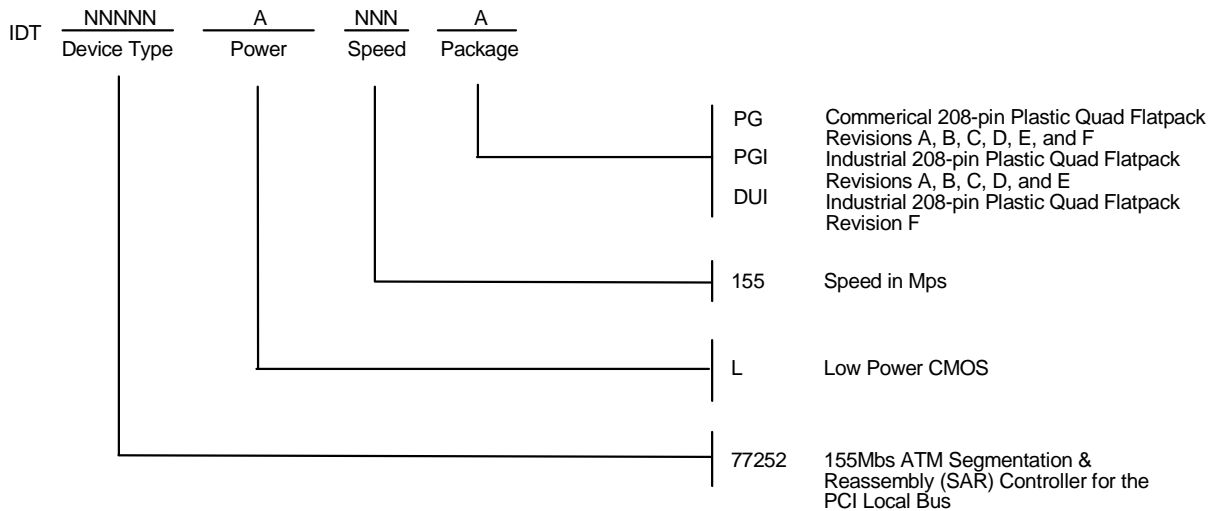 IDT NNNNN A NNN A
Device Type Power Speed Package
PG Commerical 208-pin Plastic Quad Flatpack
Revisions A, B, C, D, E, and F
PGI Industrial 208-pin Plastic Quad Flatpack
Revisions A, B, C, D, and E
DUI Industrial 208-pin Plastic Quad Flatpack
Revision F
155 Speed in Mps
L Low Power CMOS
77252 155Mbs ATM Segmentation &
Reassembly (SAR) Controller for the
PCI Local Bus